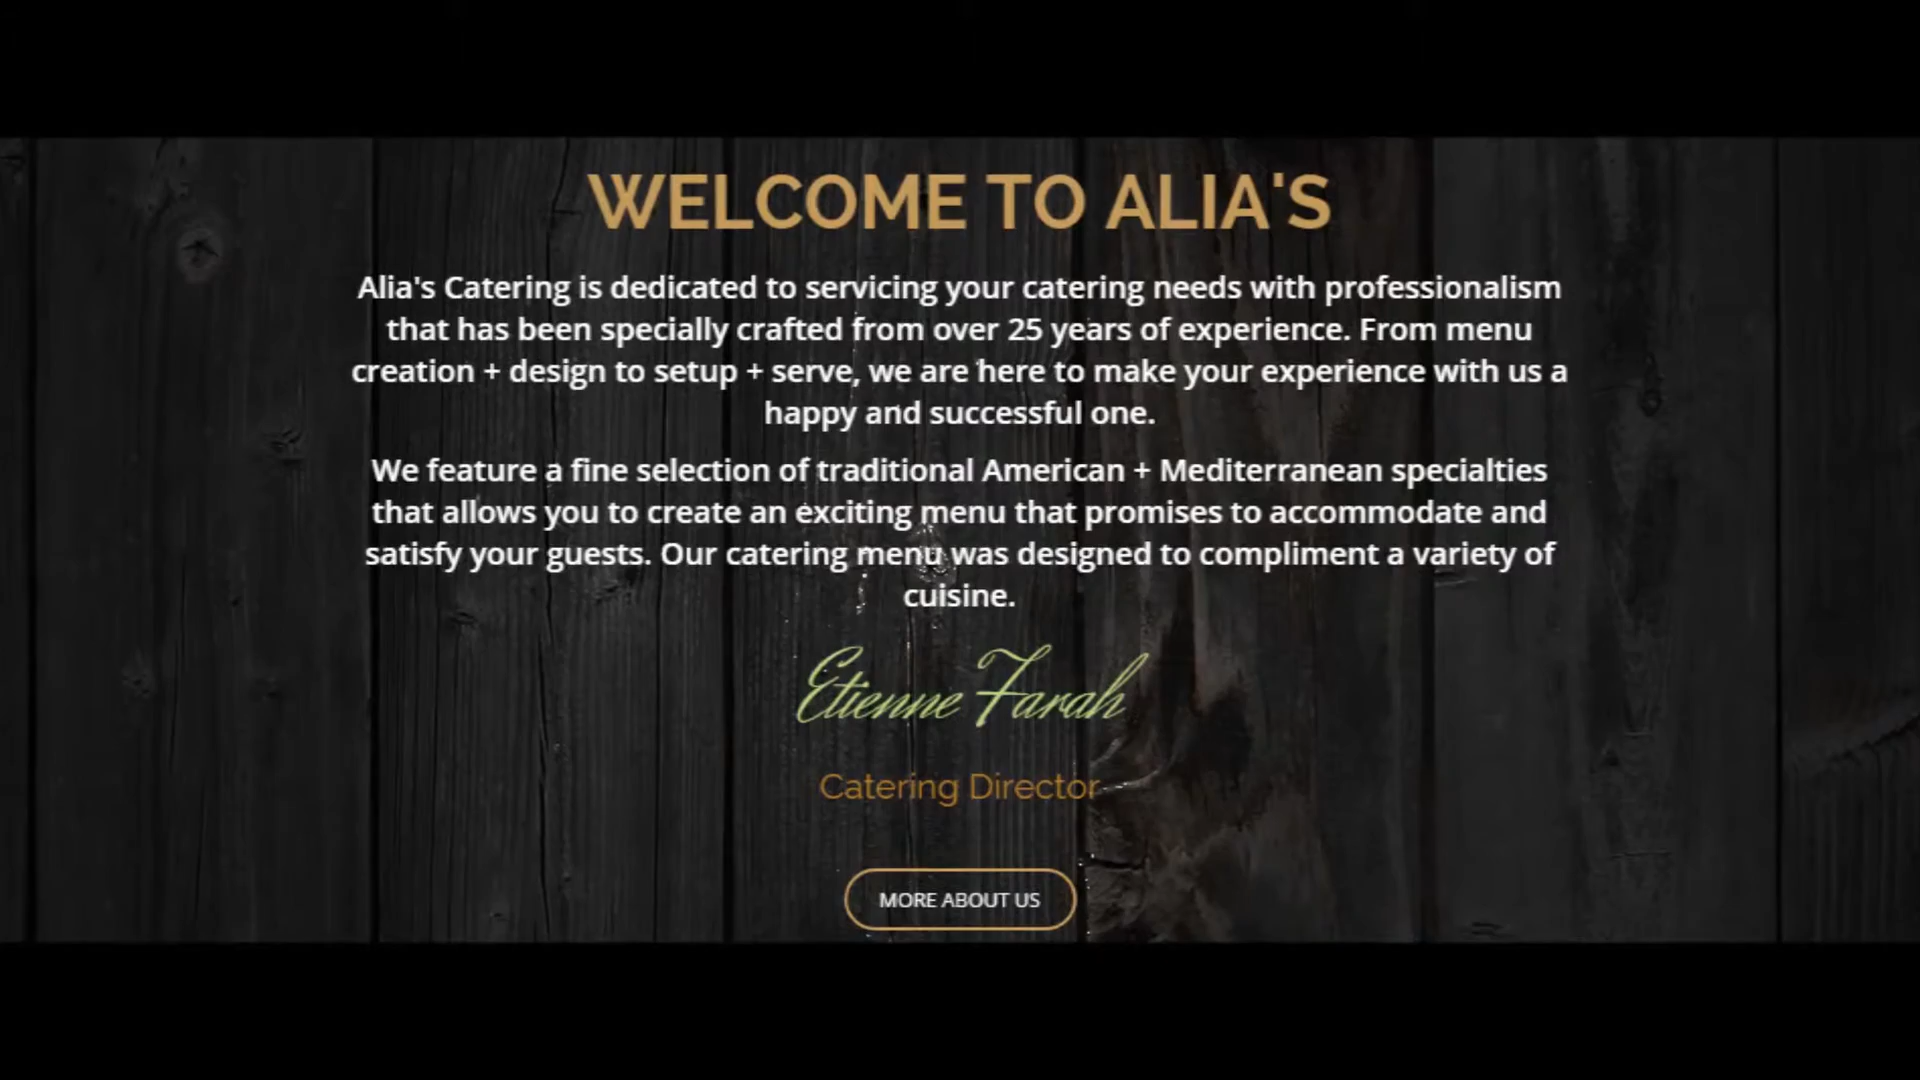 WELCOME TO ALIA'S
Alia's Catering is dedicated to servicing your catering needs with professionalism
that has been specially crafted from over 25 years of experience. From menu
creation + design to setup + serve, we are here to make your experience with us a
happy and successful one.
We feature a fine selection of traditional American + Mediterranean specialties
that allows you to create an exciting menu that promises to accommodate and
satisfy your guests. Our catering menu was designed to compliment a variety of
cuisine.
Etienne Farah
Catering Director
MORE ABOUT US